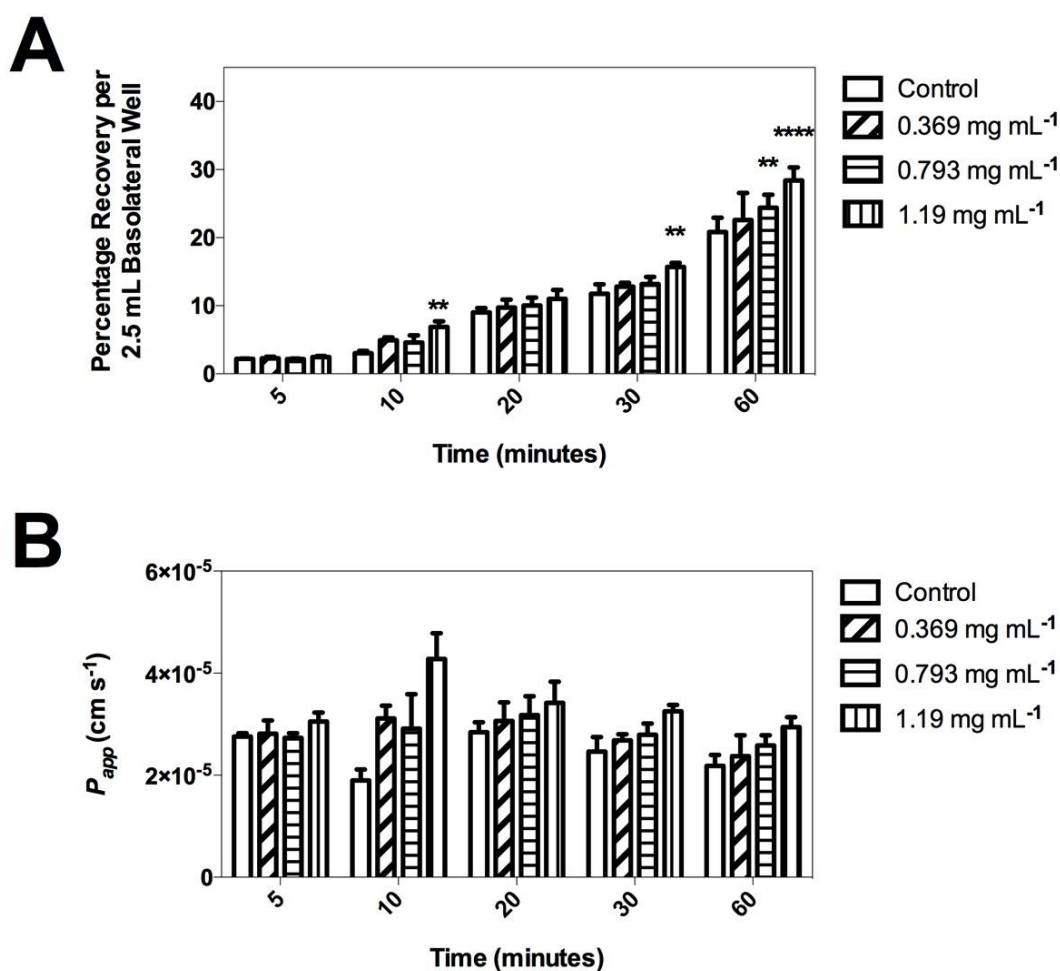 A
Percentage Recovery per
2.5 mL Basolateral Well
40
30
20
10
0
**
**
**
****
5
10
20
30
60
Time (minutes)
Control
0.369 mg mL⁻¹
0.793 mg mL⁻¹
1.19 mg mL⁻¹
B
P_app (cm s⁻¹)
6×10⁻⁵
4×10⁻⁵
2×10⁻⁵
0
5
10
20
30
60
Time (minutes)
Control
0.369 mg mL⁻¹
0.793 mg mL⁻¹
1.19 mg mL⁻¹